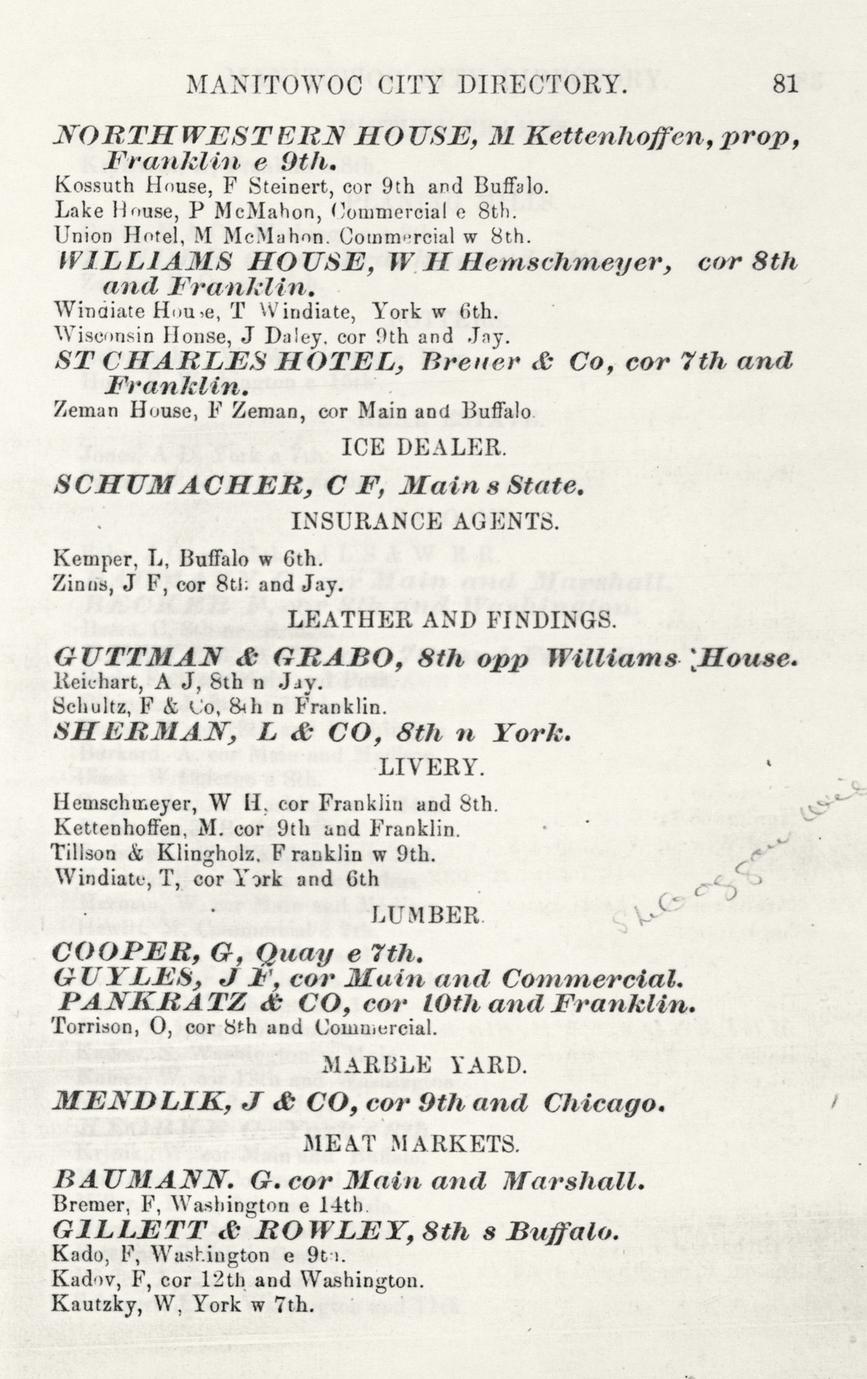 MANITOWOC CITY DIRECTORY. 81
NORTHWESTERN HOUSE, M Kettenhoffen, prop,
Franklin e 9th.
Kossuth House, F Steinert, cor 9th and Buffalo.
Lake House, P McMahon, Commercial e 8th.
Union Hotel, M McMahon. Commercial w 8th.
WILLIAMS HOUSE, W H Hemschmeyer, cor 8th
and Franklin.
Windiate House, T Windiate, York w 6th.
Wisconsin Honse, J Daley, cor 9th and Jay.
ST CHARLES HOTEL, Breuer & Co, cor 7th and
Franklin.
Zeman House, F Zeman, cor Main and Buffalo
ICE DEALER.
SCHUMACHER, C F, Main s State.
INSURANCE AGENTS.
Kemper, L, Buffalo w 6th.
Zinns, J F, cor 8th and Jay.
LEATHER AND FINDINGS.
GUTTMAN & GRABO, 8th opp Williams House.
Reichart, A J, 8th n Jay.
Schultz, F & Co, 8th n Franklin.
SHERMAN, L & CO, 8th n York.
LIVERY.
Hemschmeyer, W H, cor Franklin and 8th.
Kettenhoffen, M. cor 9th and Franklin.
Tillson & Klingholz. Franklin w 9th.
Windiate, T, cor York and 6th
LUMBER.
COOPER, G, Quay e 7th.
GUYLES, J F, cor Main and Commercial.
PANKRATZ & CO, cor 10th and Franklin.
Torrison, O, cor 8th and Commercial.
MARBLE YARD.
MENDLIK, J & CO, cor 9th and Chicago.
MEAT MARKETS.
BAUMANN. G. cor Main and Marshall.
Bremer, F, Washington e 14th.
GILLETT & ROWLEY, 8th s Buffalo.
Kado, F, Washington e 9th.
Kadov, F, cor 12th and Washington.
Kautzky, W, York w 7th.